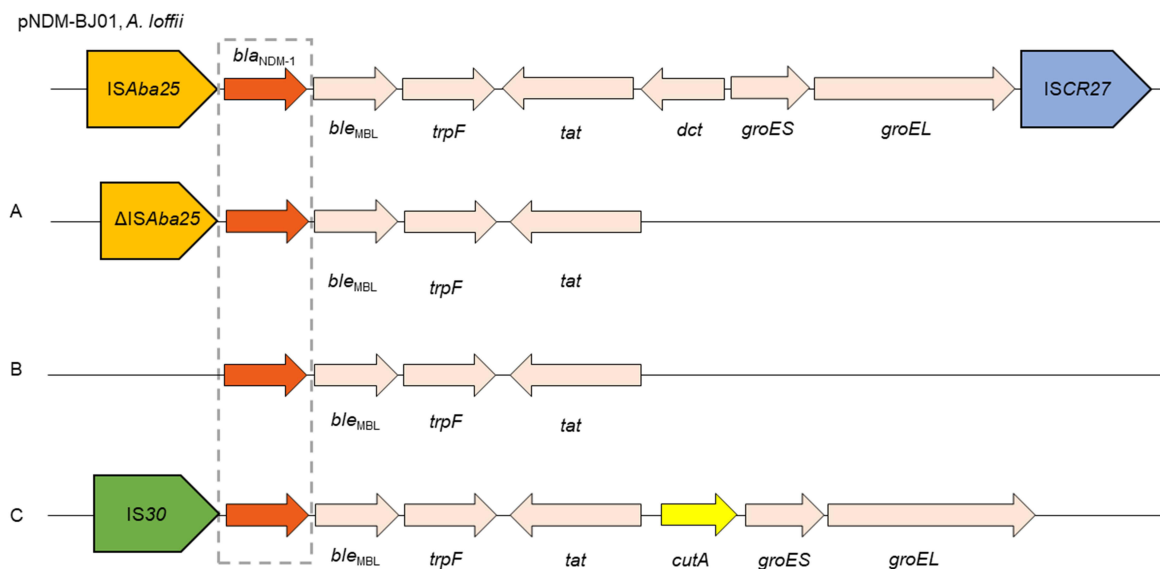 pNDM-BJ01, A. loffii
ISAba25 blaNDM-1 ISCR27
bleMBL trpF tat dct groES groEL
A ΔISAba25
bleMBL trpF tat
B
bleMBL trpF tat
C IS30
bleMBL trpF tat cutA groES groEL